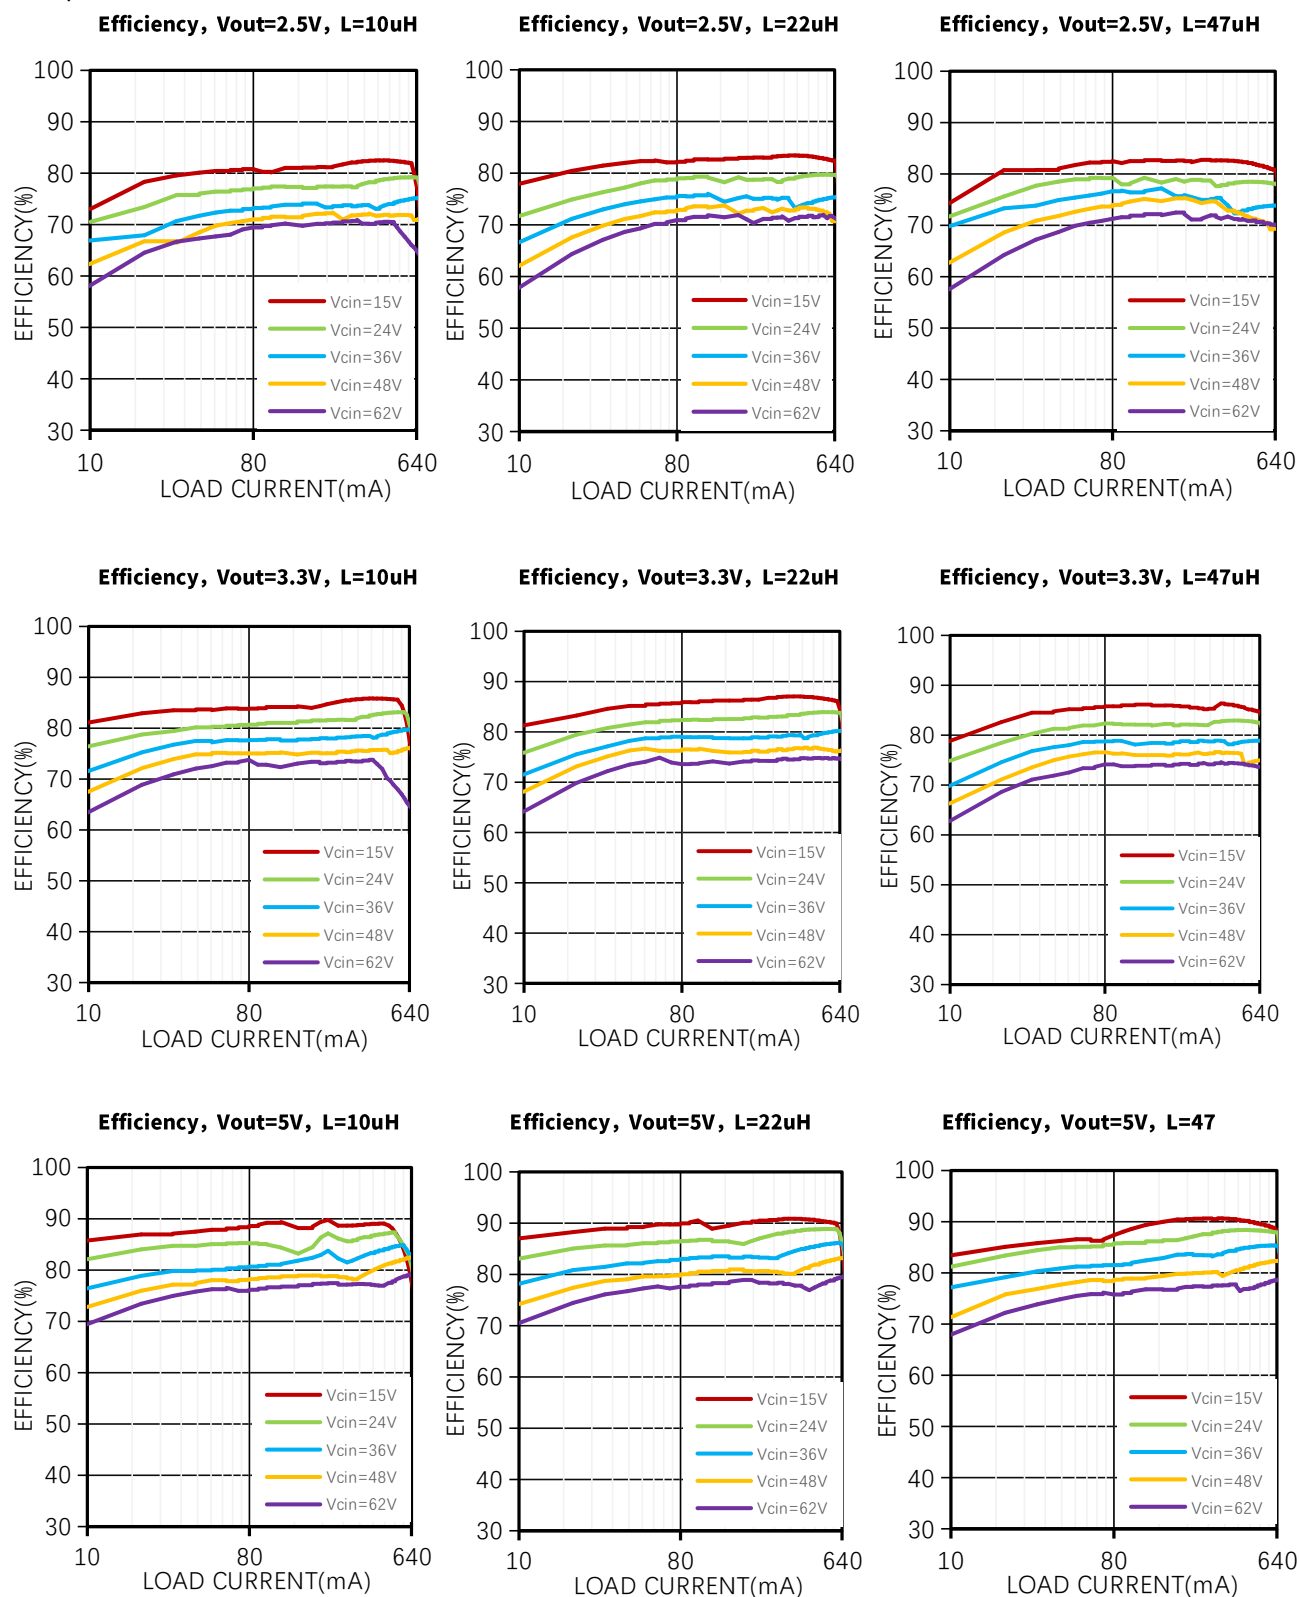 Efficiency, Vout=2.5V, L=10uH
Efficiency, Vout=2.5V, L=22uH
Efficiency, Vout=2.5V, L=47uH
100
90
80
70
60
50
40
30
EFFICIENCY(%)
Vcin=15V
Vcin=24V
Vcin=36V
Vcin=48V
Vcin=62V
10 80 640
LOAD CURRENT(mA)
100
90
80
70
60
50
40
30
EFFICIENCY(%)
Vcin=15V
Vcin=24V
Vcin=36V
Vcin=48V
Vcin=62V
10 80 640
LOAD CURRENT(mA)
100
90
80
70
60
50
40
30
EFFICIENCY(%)
Vcin=15V
Vcin=24V
Vcin=36V
Vcin=48V
Vcin=62V
10 80 640
LOAD CURRENT(mA)
Efficiency, Vout=3.3V, L=10uH
Efficiency, Vout=3.3V, L=22uH
Efficiency, Vout=3.3V, L=47uH
100
90
80
70
60
50
40
30
EFFICIENCY(%)
Vcin=15V
Vcin=24V
Vcin=36V
Vcin=48V
Vcin=62V
10 80 640
LOAD CURRENT(mA)
100
90
80
70
60
50
40
30
EFFICIENCY(%)
Vcin=15V
Vcin=24V
Vcin=36V
Vcin=48V
Vcin=62V
10 80 640
LOAD CURRENT(mA)
100
90
80
70
60
50
40
30
EFFICIENCY(%)
Vcin=15V
Vcin=24V
Vcin=36V
Vcin=48V
Vcin=62V
10 80 640
LOAD CURRENT(mA)
Efficiency, Vout=5V, L=10uH
Efficiency, Vout=5V, L=22uH
Efficiency, Vout=5V, L=47
100
90
80
70
60
50
40
30
EFFICIENCY(%)
Vcin=15V
Vcin=24V
Vcin=36V
Vcin=48V
Vcin=62V
10 80 640
LOAD CURRENT(mA)
100
90
80
70
60
50
40
30
EFFICIENCY(%)
Vcin=15V
Vcin=24V
Vcin=36V
Vcin=48V
Vcin=62V
10 80 640
LOAD CURRENT(mA)
100
90
80
70
60
50
40
30
EFFICIENCY(%)
Vcin=15V
Vcin=24V
Vcin=36V
Vcin=48V
Vcin=62V
10 80 640
LOAD CURRENT(mA)